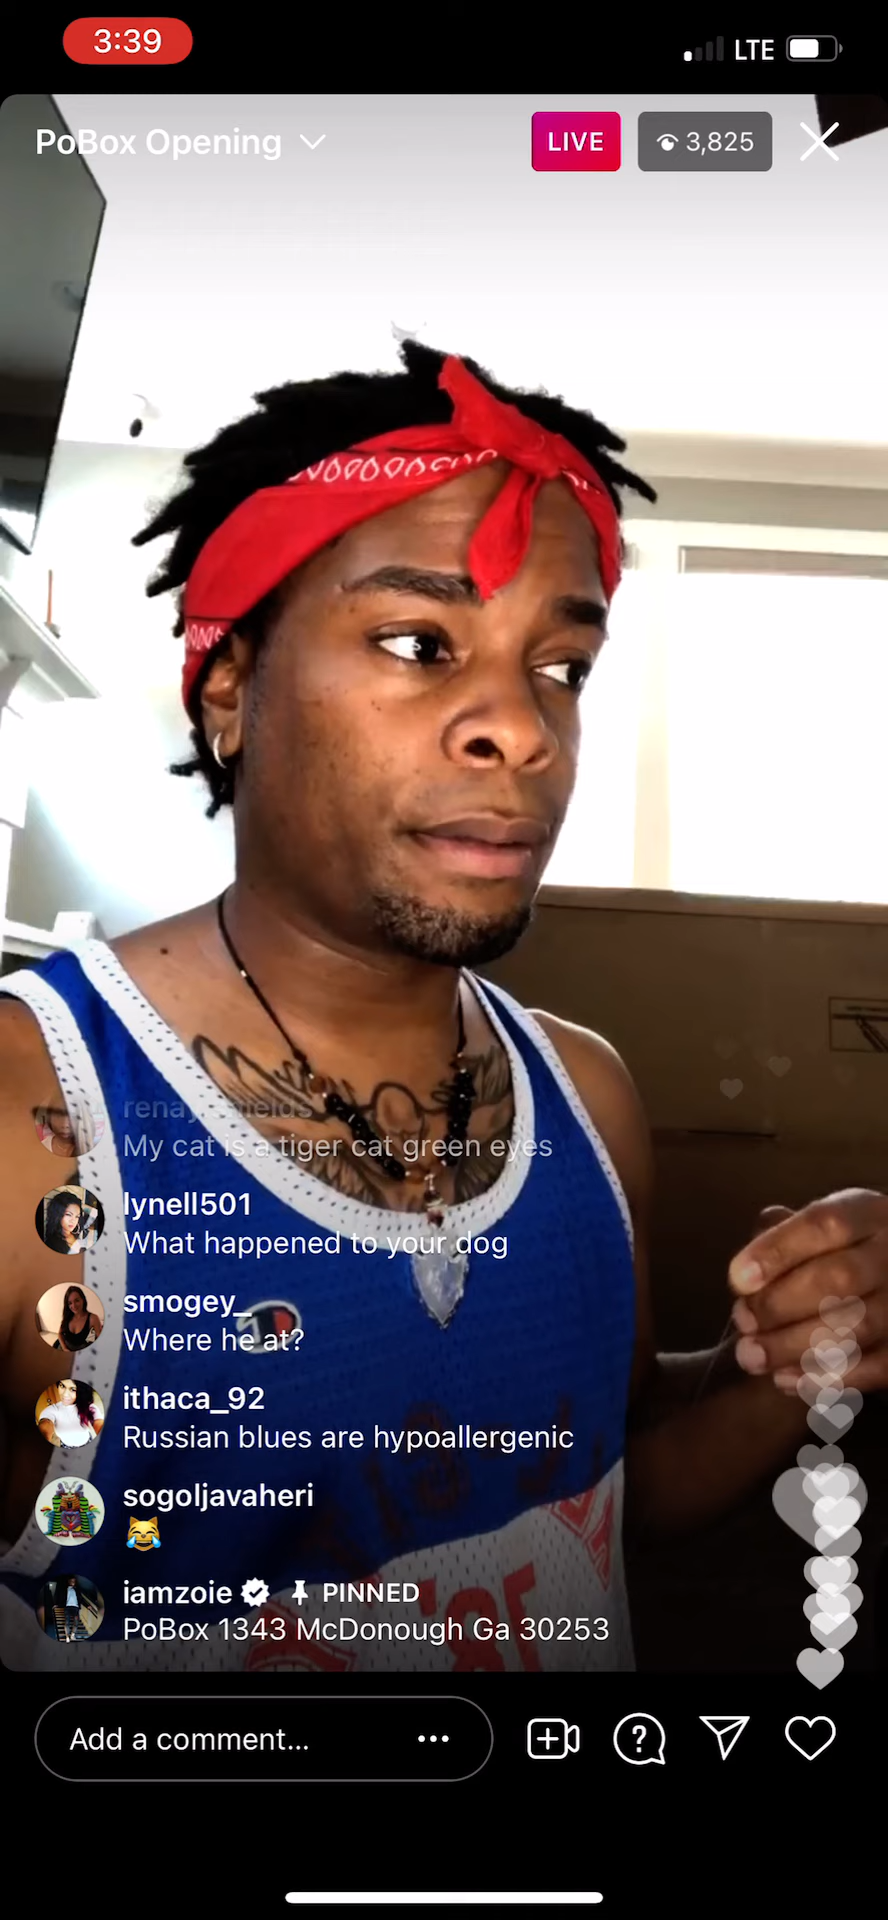 3:39
LTE
PoBox Opening
LIVE
3,825
renay_shields
My cat is a tiger cat green eyes
lynell501
What happened to your dog
smogey_
Where he at?
ithaca_92
Russian blues are hypoallergenic
sogoljavaheri
😹
iamzoie PINNED
PoBox 1343 McDonough Ga 30253
Add a comment...